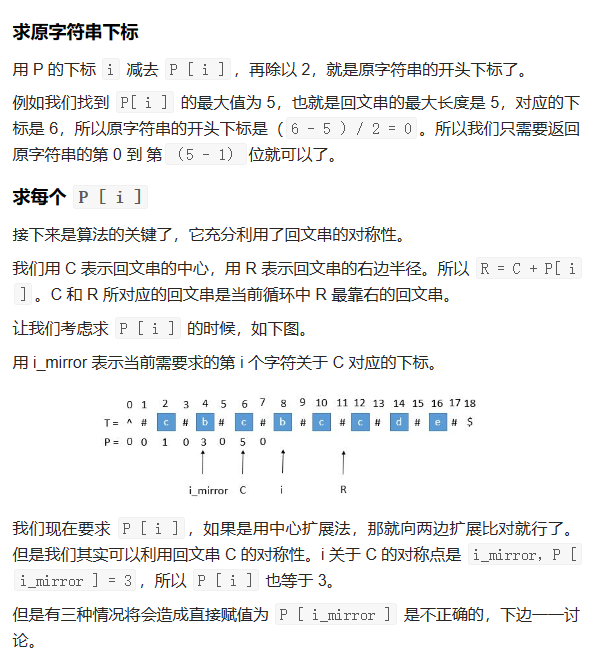 求原字符串下标
用 P 的下标 i 减去 P [ i ]，再除以 2，就是原字符串的开头下标了。
例如我们找到 P[ i ] 的最大值为 5，也就是回文串的最大长度是 5，对应的下
标是 6，所以原字符串的开头下标是（ 6 - 5 ）/ 2 = 0 。所以我们只需要返回
原字符串的第 0 到 第 （5 - 1） 位就可以了。
求每个 P [ i ]
接下来是算法的关键了，它充分利用了回文串的对称性。
我们用 C 表示回文串的中心，用 R 表示回文串的右边半径。所以 R = C + P[ i
] 。C 和 R 所对应的回文串是当前循环中 R 最靠右的回文串。
让我们考虑求 P [ i ] 的时候，如下图。
用 i_mirror 表示当前需要求的第 i 个字符关于 C 对应的下标。
0 1 2 3 4 5 6 7 8 9 10 11 12 13 14 15 16 17 18
T = ^ # c # b # c # b # c # c # d # e # $
P = 0 0 1 0 3 0 5 0
i_mirror C i R
我们现在要求 P [ i ]，如果是用中心扩展法，那就向两边扩展比对就行了。
但是我们其实可以利用回文串 C 的对称性。i 关于 C 的对称点是 i_mirror，P [
i_mirror ] = 3，所以 P [ i ] 也等于 3。
但是有三种情况将会造成直接赋值为 P [ i_mirror ] 是不正确的，下边一一讨
论。